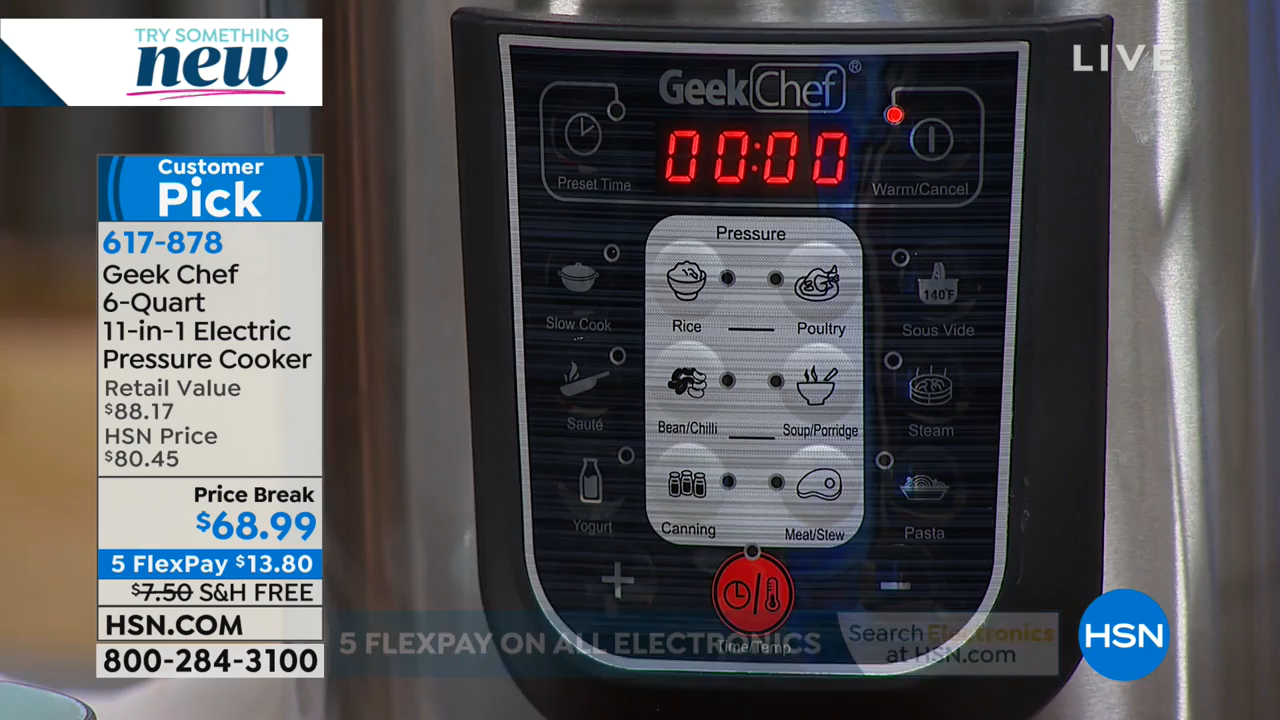 TRY SOMETHING
new
LIVE
Customer
Pick
617-878
Geek Chef
6-Quart
11-in-1 Electric
Pressure Cooker
Retail Value
$88.17
HSN Price
$80.45
Price Break
$68.99
5 FlexPay $13.80
$7.50 S&H FREE
HSN.COM
800-284-3100
GeekChef®
00:00
Preset Time
Warm/Cancel
Pressure
Slow Cook
Rice
Poultry
140°F
Sous Vide
Sauté
Bean/Chilli
Soup/Porridge
Steam
Yogurt
Canning
Meat/Stew
Pasta
+
-
Time/Temp
5 FLEXPAY ON ALL ELECTRONICS
Search Electronics
at HSN.com
HSN